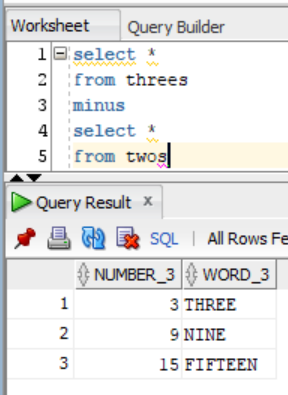 Worksheet Query Builder
1 select *
2 from threes
3 minus
4 select *
5 from twos
Query Result x
SQL | All Rows Fe
NUMBER_3 WORD_3
1 3 THREE
2 9 NINE
3 15 FIFTEEN